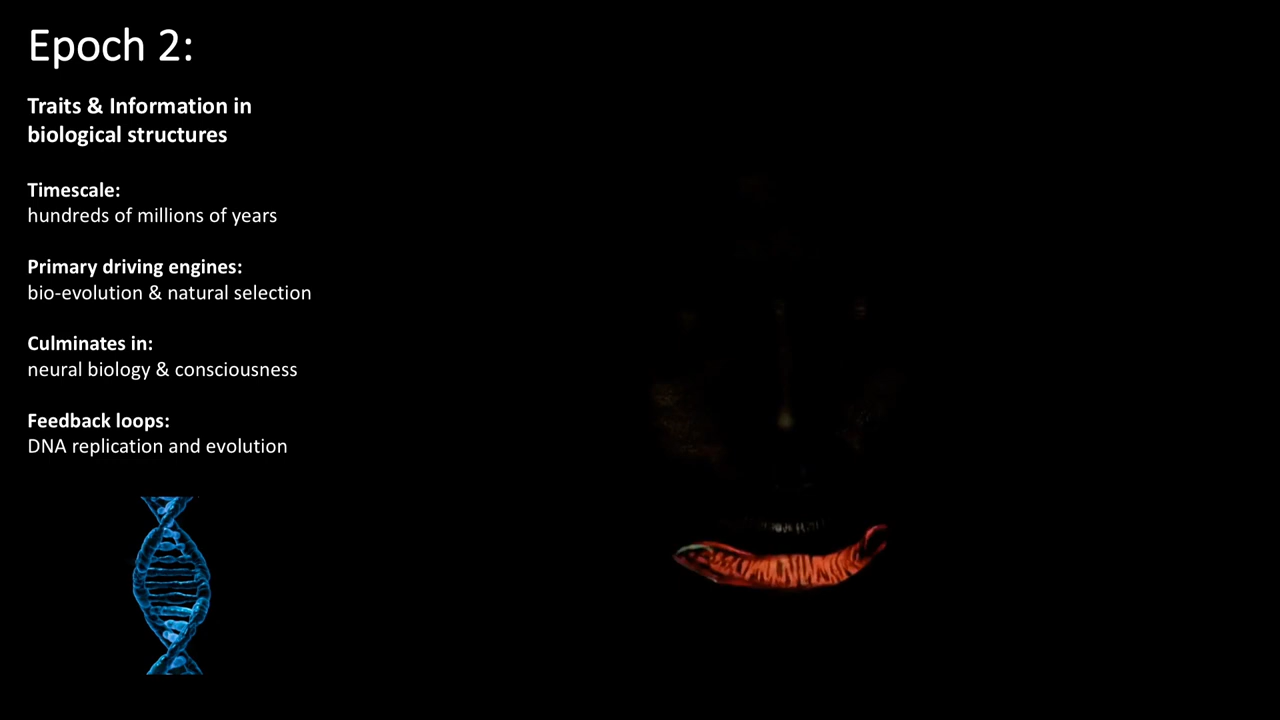 Epoch 2:
Traits & Information in
biological structures
Timescale:
hundreds of millions of years
Primary driving engines:
bio-evolution & natural selection
Culminates in:
neural biology & consciousness
Feedback loops:
DNA replication and evolution